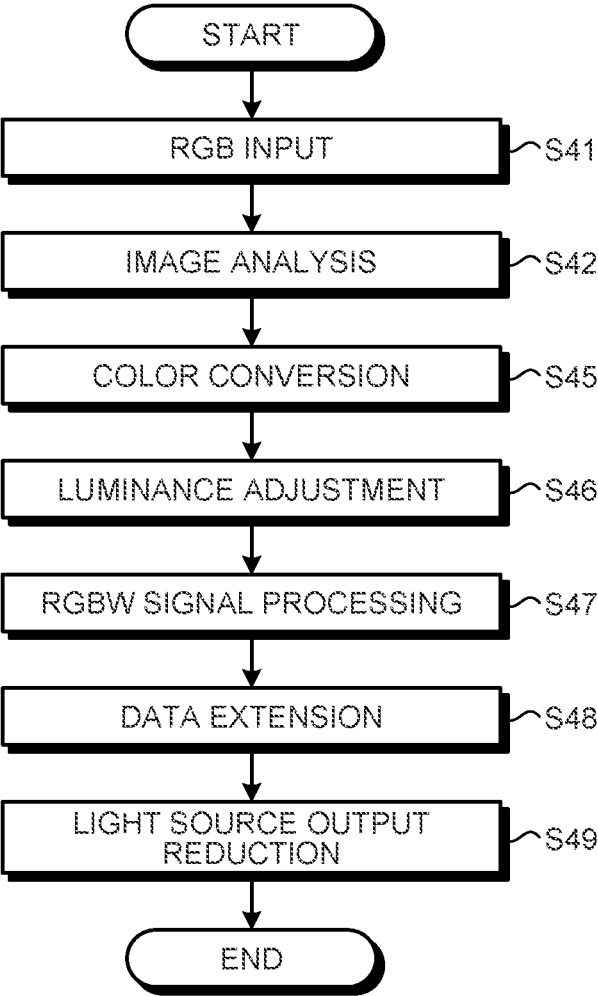 START
RGB INPUT
S41
IMAGE ANALYSIS
S42
COLOR CONVERSION
S45
LUMINANCE ADJUSTMENT
S46
RGBW SIGNAL PROCESSING
S47
DATA EXTENSION
S48
LIGHT SOURCE OUTPUT
REDUCTION
S49
END